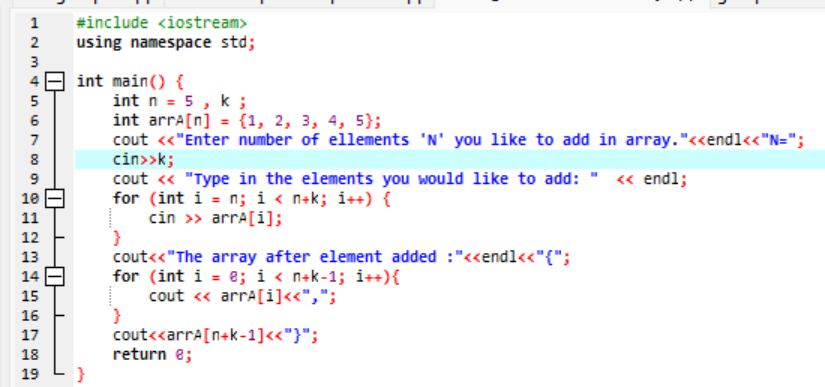 1 #include <iostream>
2 using namespace std;
3
4 int main() {
5 int n = 5 , k ;
6 int arrA[n] = {1, 2, 3, 4, 5};
7 cout <<"Enter number of ellements 'N' you like to add in array."<<endl<<"N=";
8 cin>>k;
9 cout << "Type in the elements you would like to add: "  << endl;
10 for (int i = n; i < n+k; i++) {
11 cin >> arrA[i];
12 }
13 cout<<"The array after element added :"<<endl<<"{";
14 for (int i = 0; i < n+k-1; i++){
15 cout << arrA[i]<<",";
16 }
17 cout<<arrA[n+k-1]<<"}";
18 return 0;
19 }